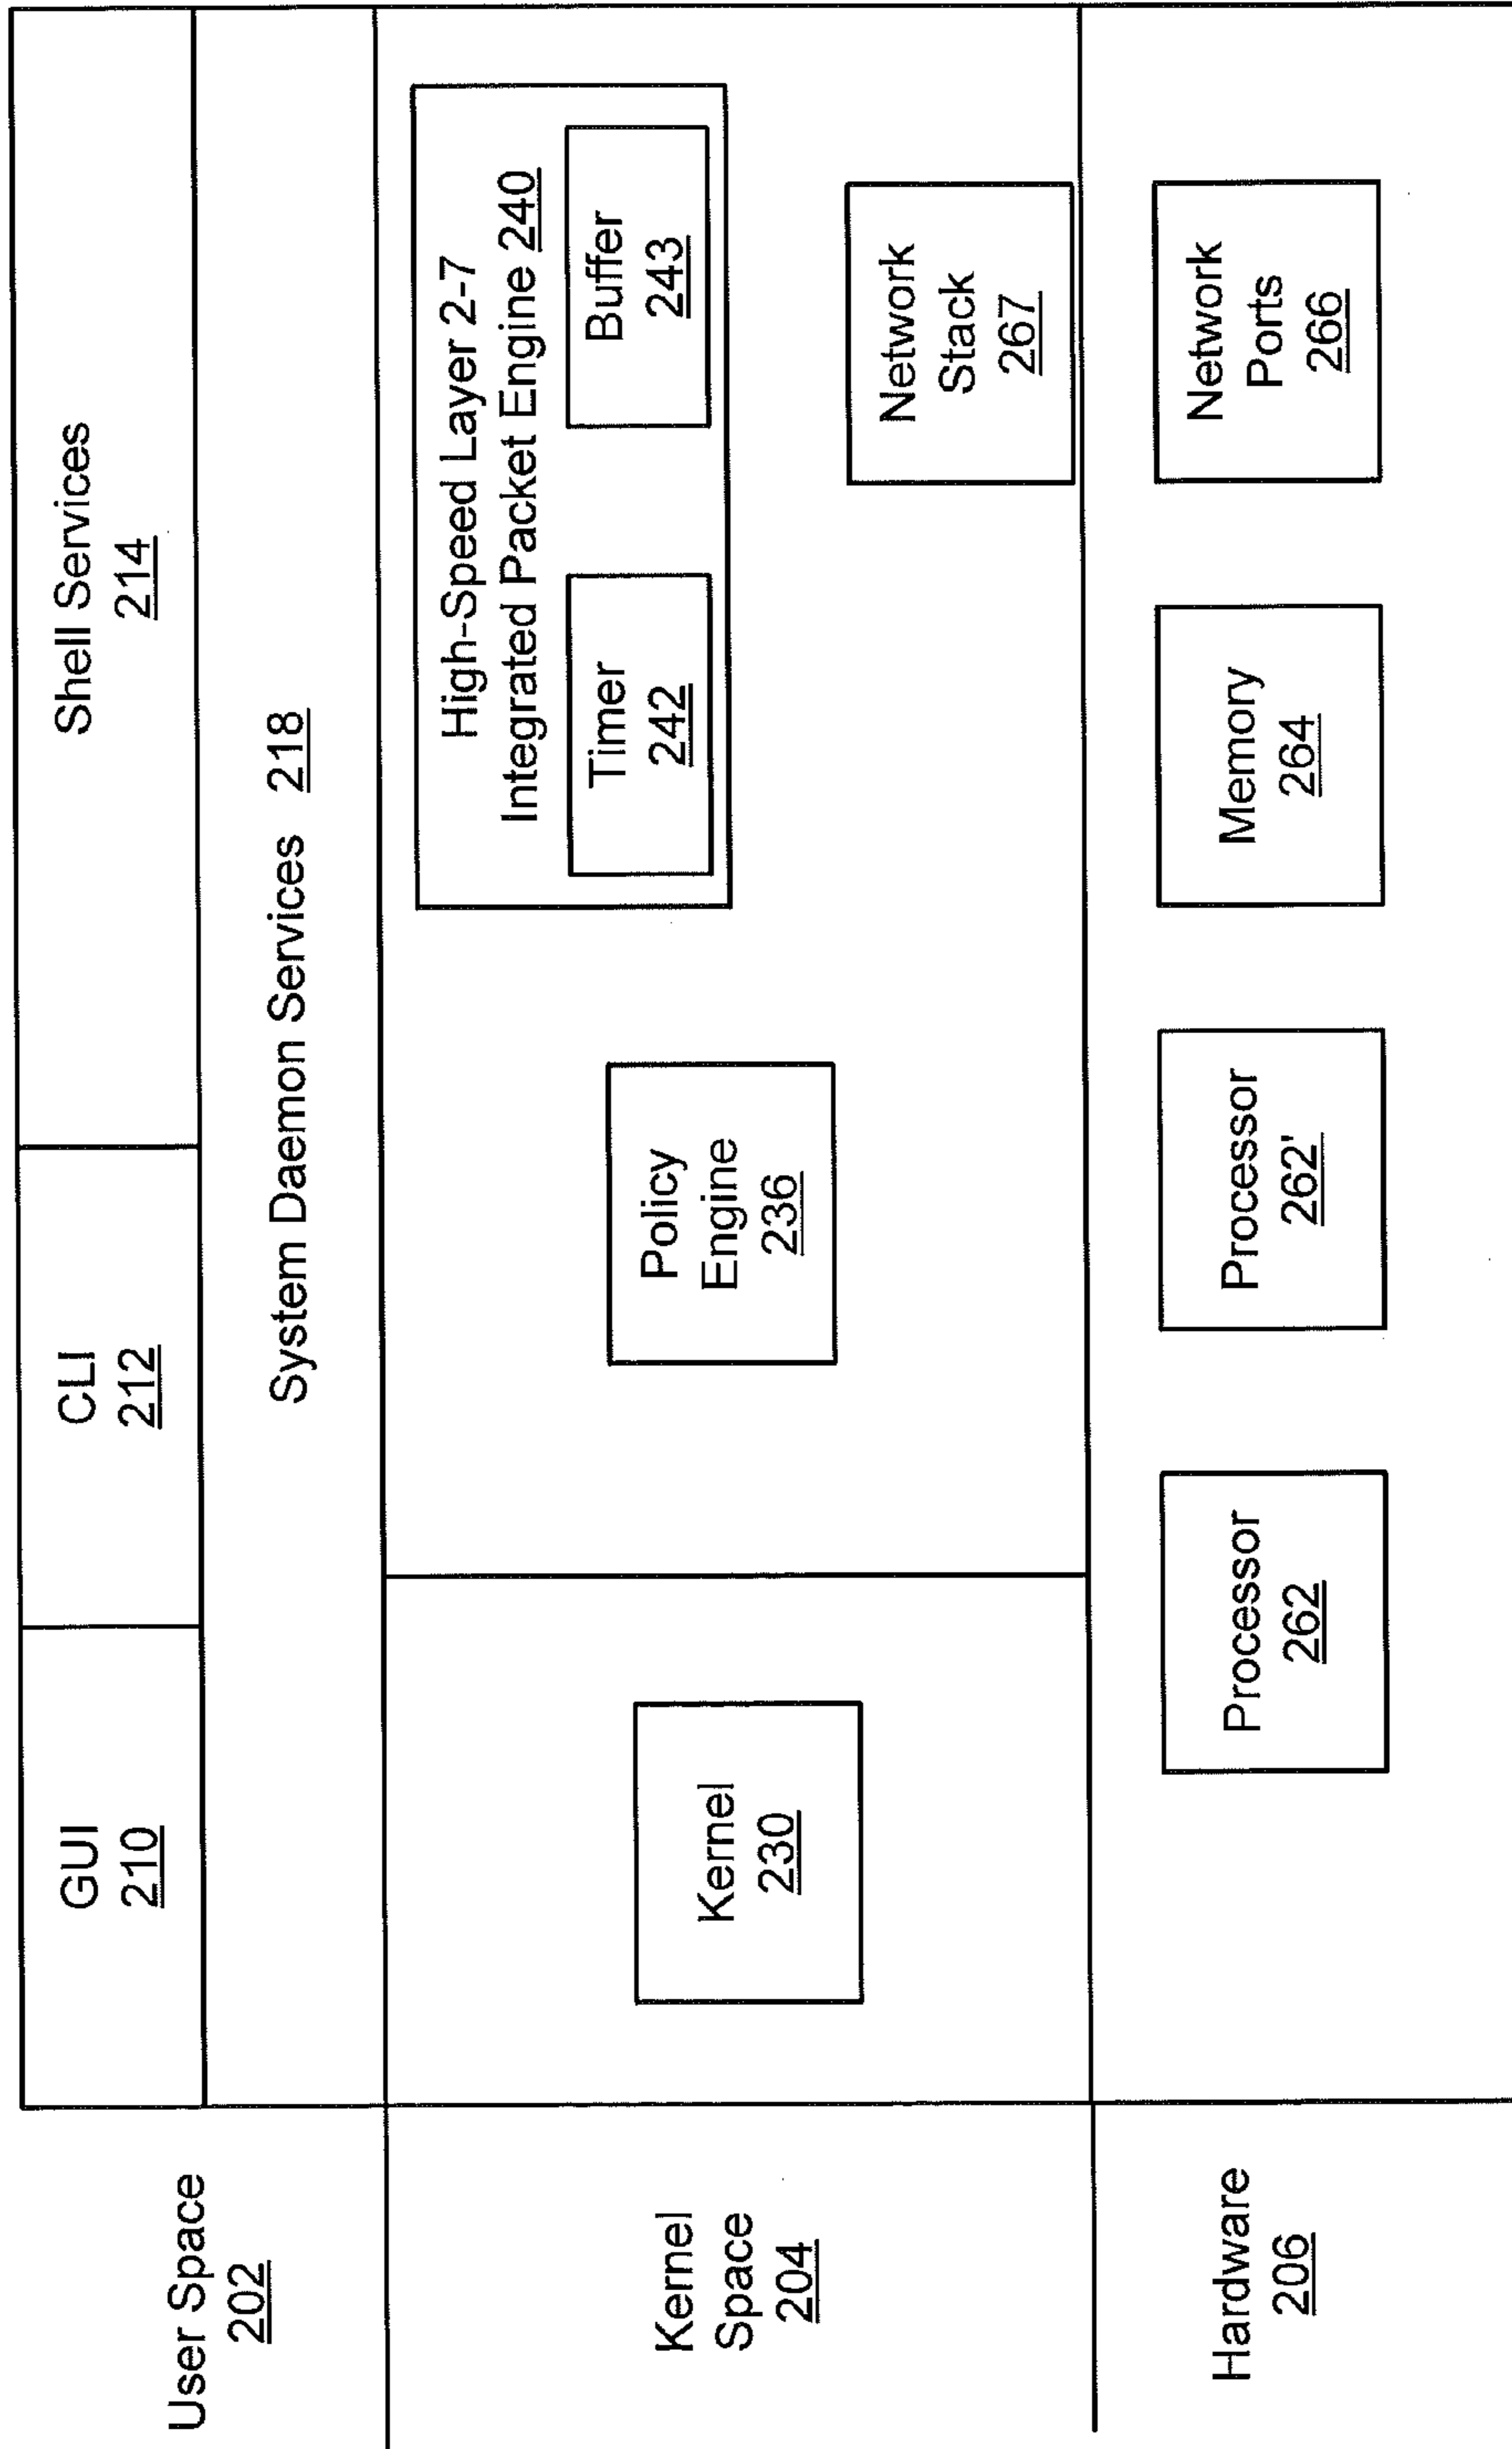 User Space
202
GUI
210
CLI
212
Shell Services
214
System Daemon Services 218
Kernel
Space
204
Kernel
230
Policy
Engine
236
High-Speed Layer 2-7
Integrated Packet Engine 240
Timer
242
Buffer
243
Network
Stack
267
Hardware
206
Processor
262
Processor
262'
Memory
264
Network
Ports
266